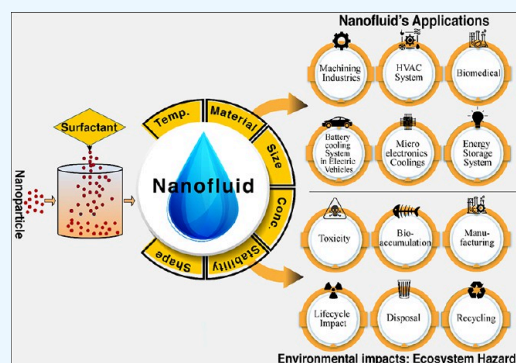 Nanofluid's Applications
Machining
Industries
HVAC
System
Biomedical
Battery
cooling
System
in Electric
Vehicles
Micro
electronics
Coolings
Energy
Storage
System
Surfactant
Nanoparticle
Temp.
Material
Size
Conc.
Stability
Shape
Nanofluid
Toxicity
Bio-
accumulation
Manu-
facturing
Lifecycle
Impact
Disposal
Recycling
Environmental impacts: Ecosystem Hazard